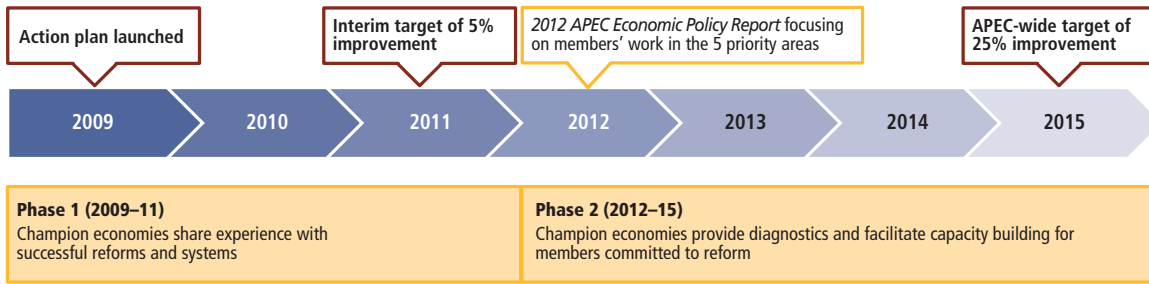 Action plan launched
Interim target of 5%
improvement
2012 APEC Economic Policy Report focusing
on members’ work in the 5 priority areas
APEC-wide target of
25% improvement
2009
2010
2011
2012
2013
2014
2015
Phase 1 (2009–11)
Champion economies share experience with
successful reforms and systems
Phase 2 (2012–15)
Champion economies provide diagnostics and facilitate capacity building for
members committed to reform